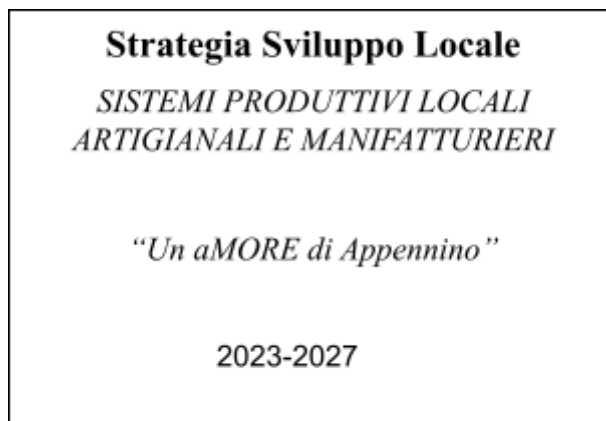 Strategia Sviluppo Locale
SISTEMI PRODUTTIVI LOCALI
ARTIGIANALI E MANIFATTURIERI
“Un aMORE di Appennino”
2023-2027